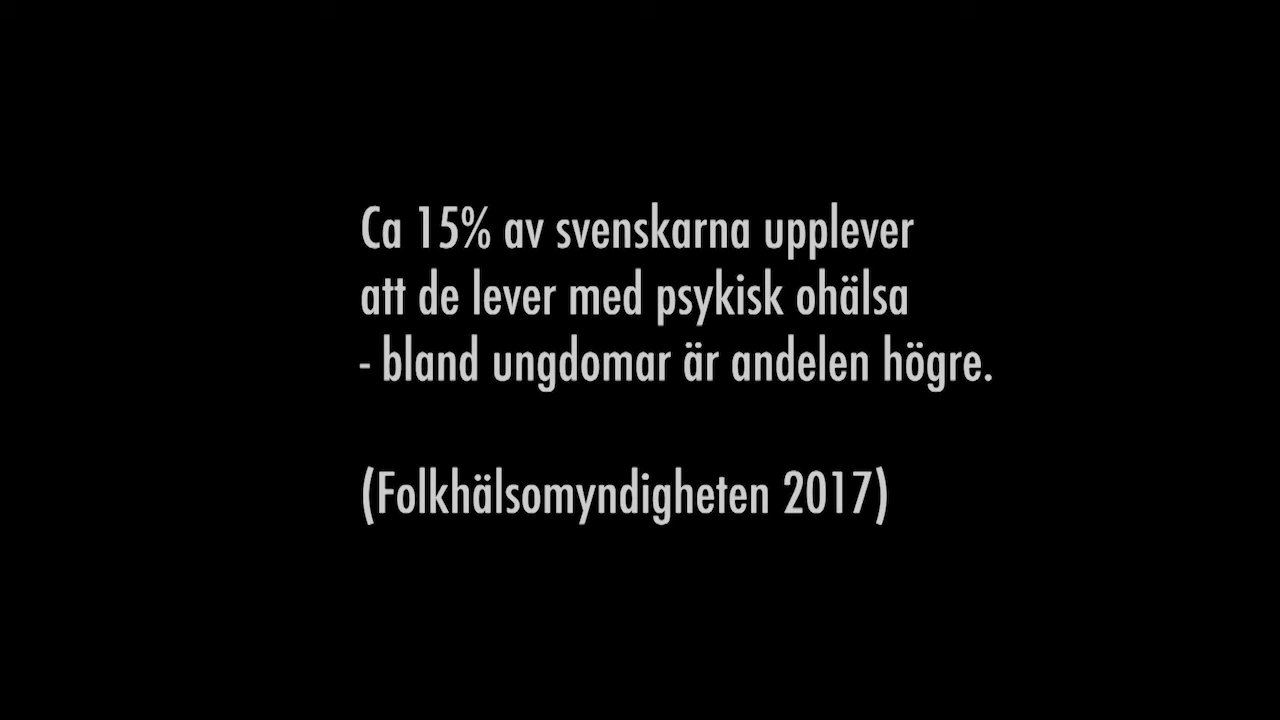 Ca 15% av svenskarna upplever
att de lever med psykisk ohälsa
- bland ungdomar är andelen högre.
(Folkhälsomyndigheten 2017)